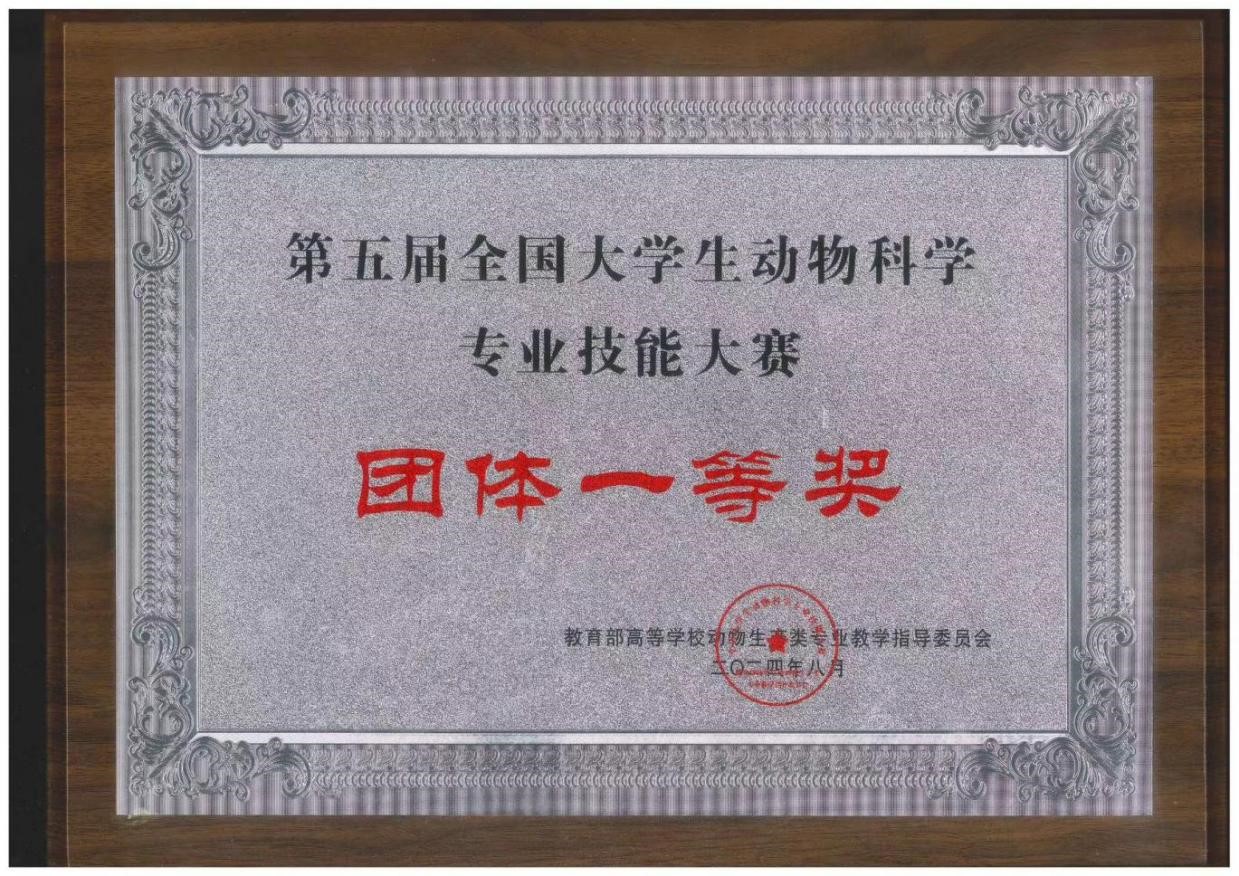 第五届全国大学生动物科学
专业技能大赛
团体一等奖
教育部高等学校动物生产类专业教学指导委员会
二〇二四年八月